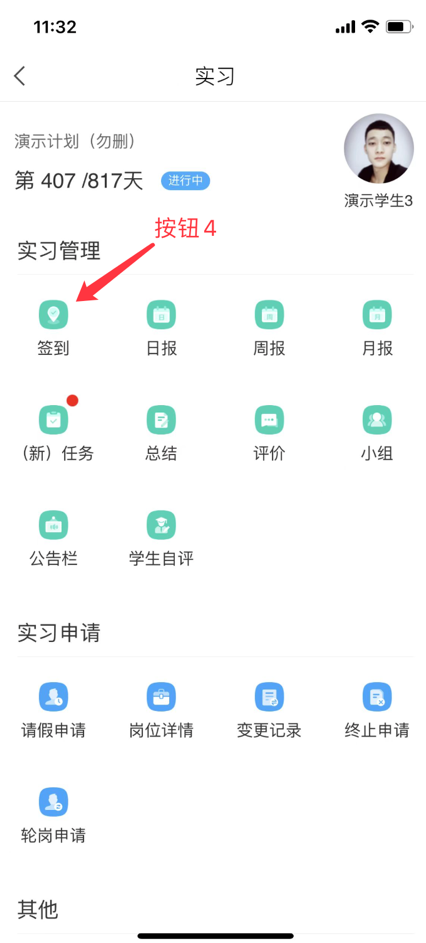 11:32
实习
演示计划（勿删）
第 407 /817天 进行中
演示学生3
按钮4
实习管理
签到 日报 周报 月报
（新）任务 总结 评价 小组
公告栏 学生自评
实习申请
请假申请 岗位详情 变更记录 终止申请
轮岗申请
其他